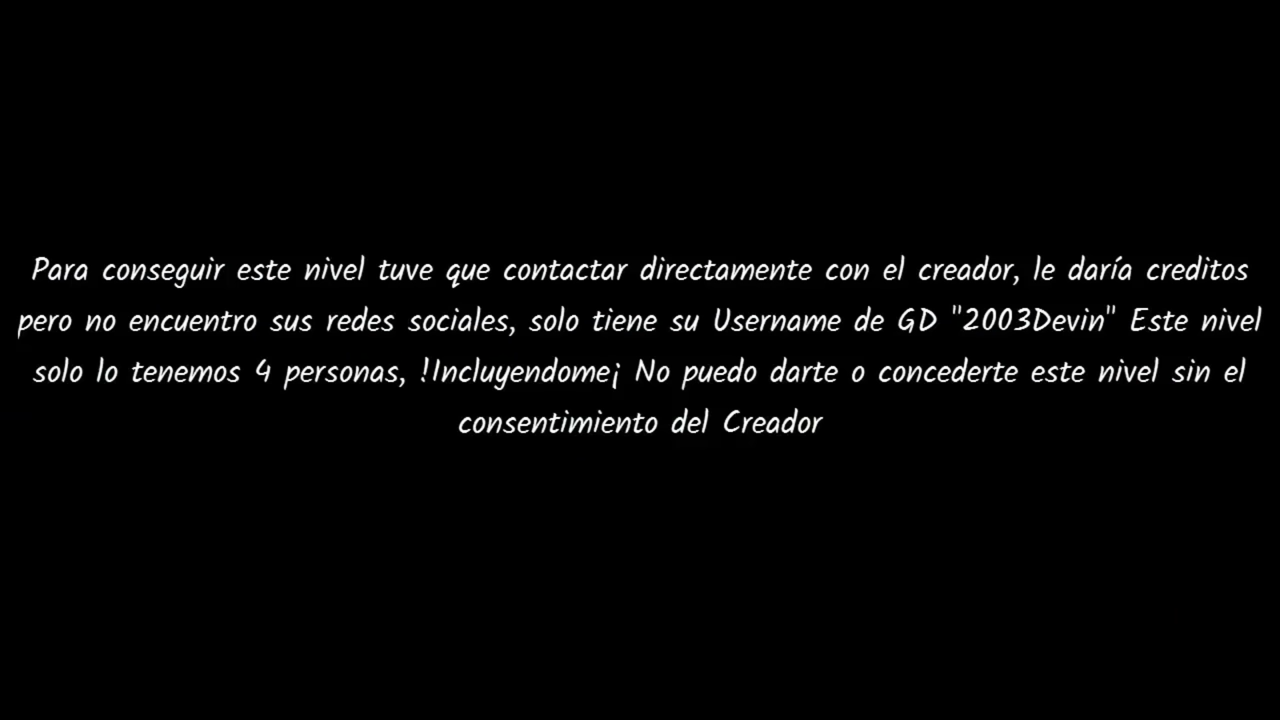 Para conseguir este nivel tuve que contactar directamente con el creador, le daría creditos
pero no encuentro sus redes sociales, solo tiene su Username de GD "2003Devin" Este nivel
solo lo tenemos 4 personas, !Incluyendome¡ No puedo darte o concederte este nivel sin el
consentimiento del Creador